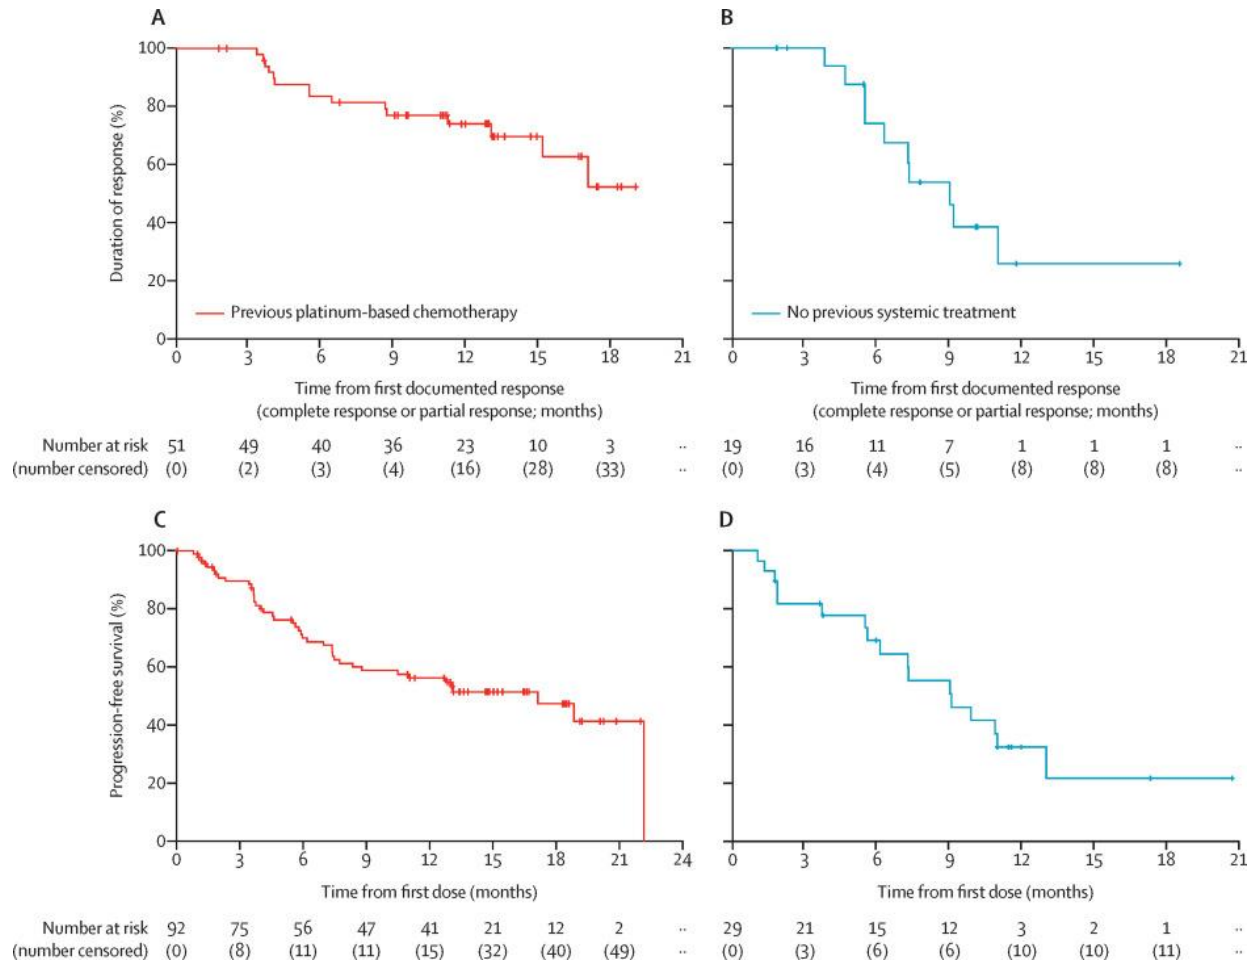 A
B
100
80
60
40
20
0
Duration of response (%)
Previous platinum-based chemotherapy
No previous systemic treatment
0 3 6 9 12 15 18 21
0 3 6 9 12 15 18 21
Time from first documented response
(complete response or partial response; months)
Time from first documented response
(complete response or partial response; months)
Number at risk 51 49 40 36 23 10 3 ..
(number censored) (0) (2) (3) (4) (16) (28) (33) ..
19 16 11 7 1 1 1 ..
(0) (3) (4) (5) (8) (8) (8) ..
C
D
100
80
60
40
20
0
Progression-free survival (%)
0 3 6 9 12 15 18 21 24
0 3 6 9 12 15 18 21
Time from first dose (months)
Time from first dose (months)
Number at risk 92 75 56 47 41 21 12 2 ..
(number censored) (0) (8) (11) (11) (15) (32) (40) (49) ..
29 21 15 12 3 2 1 ..
(0) (3) (6) (6) (10) (10) (11) ..